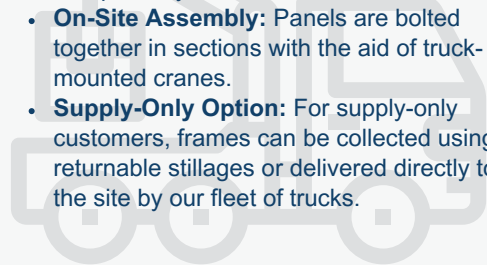 • On-Site Assembly: Panels are bolted
together in sections with the aid of truck-
mounted cranes.
• Supply-Only Option: For supply-only
customers, frames can be collected using
returnable stillages or delivered directly to
the site by our fleet of trucks.